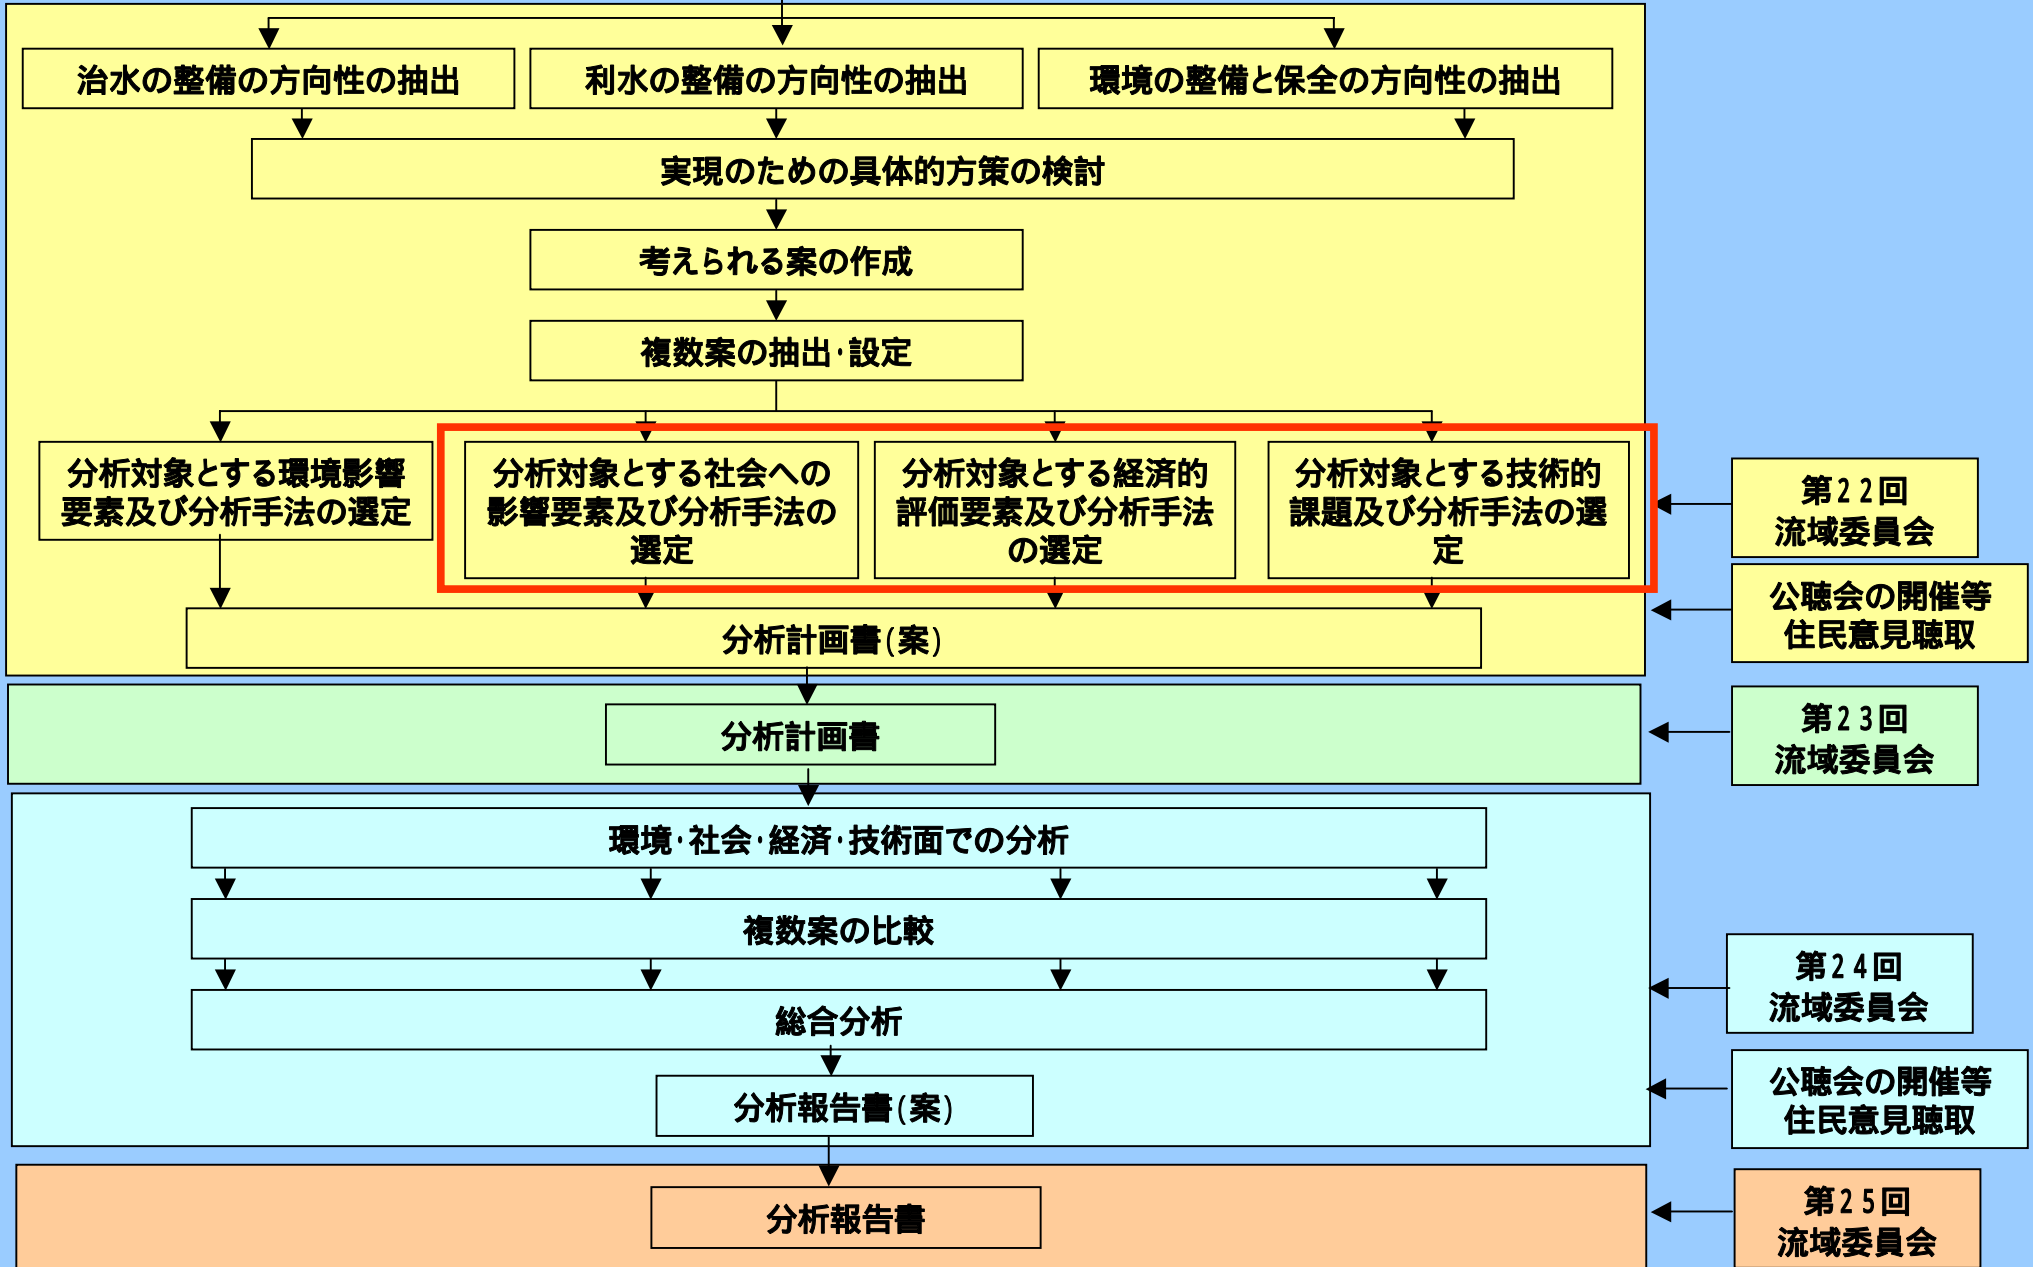 治水の整備の方向性の抽出
利水の整備の方向性の抽出
環境の整備と保全の方向性の抽出
実現のための具体的方策の検討
考えられる案の作成
複数案の抽出・設定
分析対象とする環境影響
要素及び分析手法の選定
分析対象とする社会への
影響要素及び分析手法の
選定
分析対象とする経済的
評価要素及び分析手法
の選定
分析対象とする技術的
課題及び分析手法の選
定
第22回
流域委員会
公聴会の開催等
住民意見聴取
分析計画書(案)
分析計画書
第23回
流域委員会
環境・社会・経済・技術面での分析
複数案の比較
総合分析
第24回
流域委員会
分析報告書(案)
公聴会の開催等
住民意見聴取
分析報告書
第25回
流域委員会